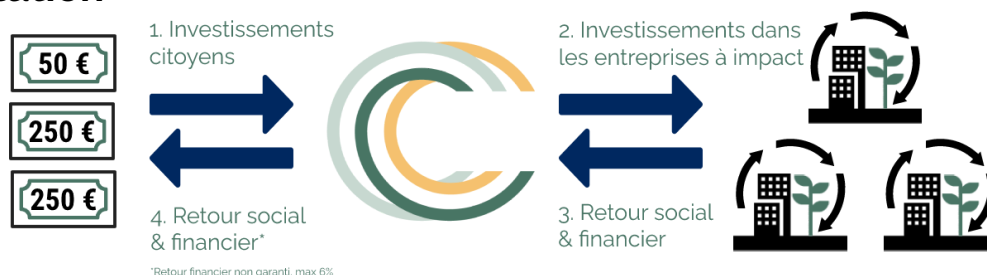 50 €
250 €
250 €
1. Investissements
citoyens
2. Investissements dans
les entreprises à impact
4. Retour social
& financier*
*Retour financier non garanti, max 6%
3. Retour social
& financier